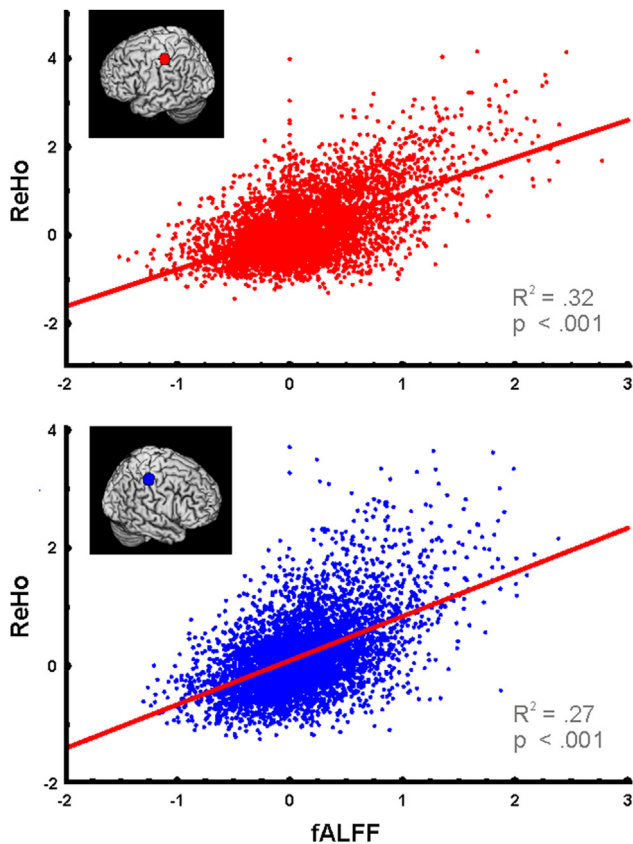 4
2
0
-2
ReHo
R² = .32
p < .001
-2 -1 0 1 2 3
4
2
0
-2
ReHo
R² = .27
p < .001
-2 -1 0 1 2 3
fALFF